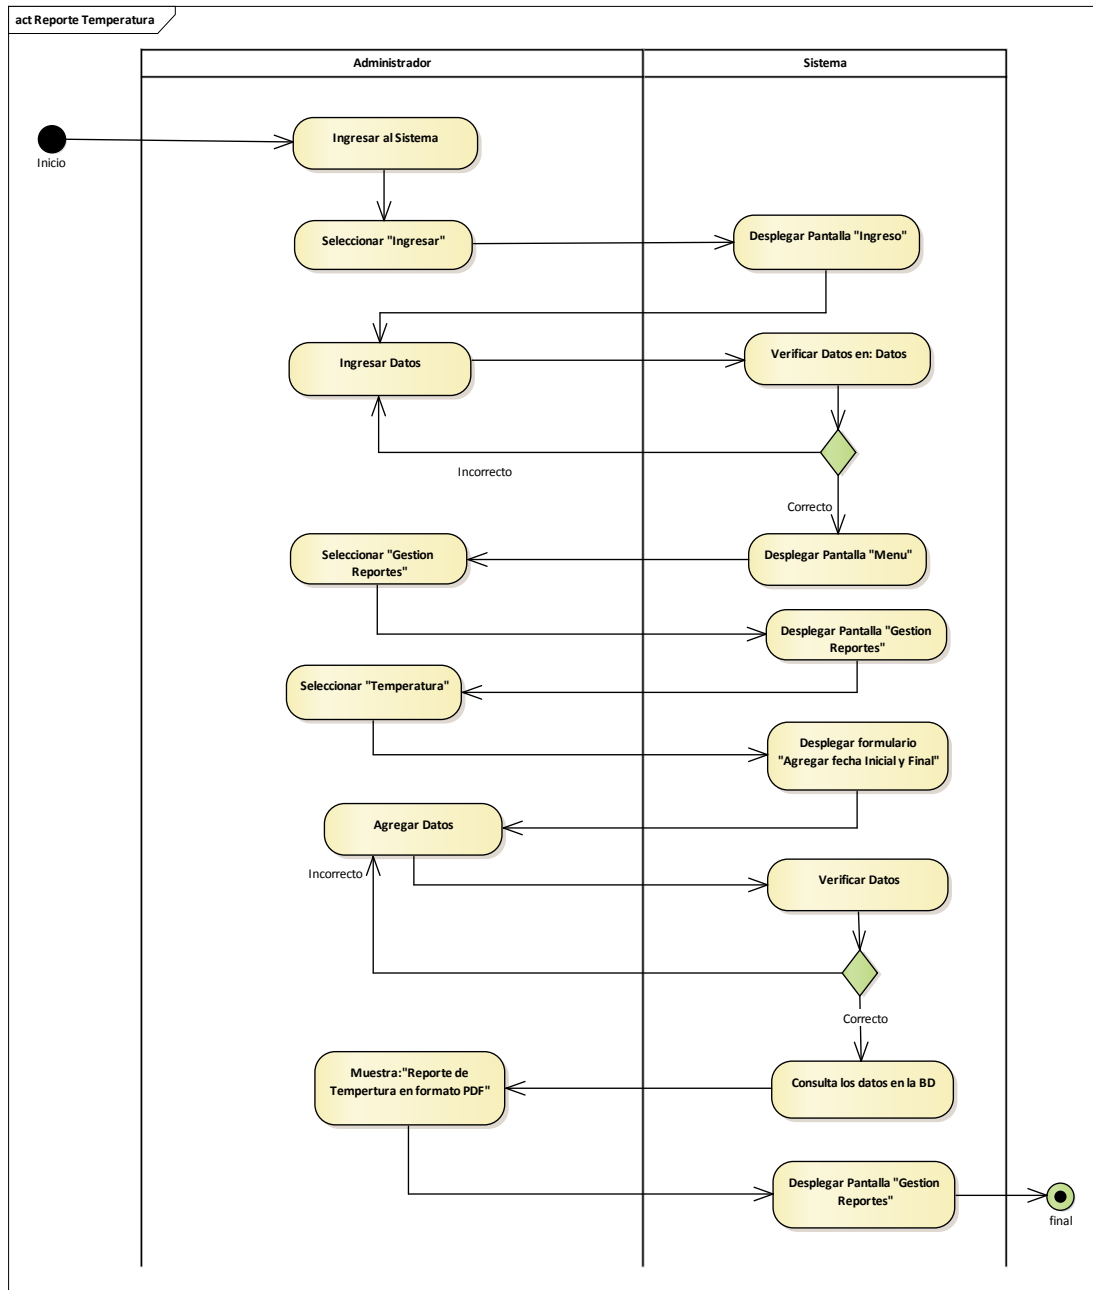 act Reporte Temperatura
Administrador
Sistema
Inicio
Ingresar al Sistema
Seleccionar "Ingresar"
Desplegar Pantalla "Ingreso"
Ingresar Datos
Verificar Datos en: Datos
Incorrecto
Correcto
Seleccionar "Gestion
Reportes"
Desplegar Pantalla "Menu"
Desplegar Pantalla "Gestion
Reportes"
Seleccionar "Temperatura"
Desplegar formulario
"Agregar fecha Inicial y Final"
Agregar Datos
Incorrecto
Verificar Datos
Correcto
Muestra:"Reporte de
Tempertura en formato PDF"
Consulta los datos en la BD
Desplegar Pantalla "Gestion
Reportes"
final